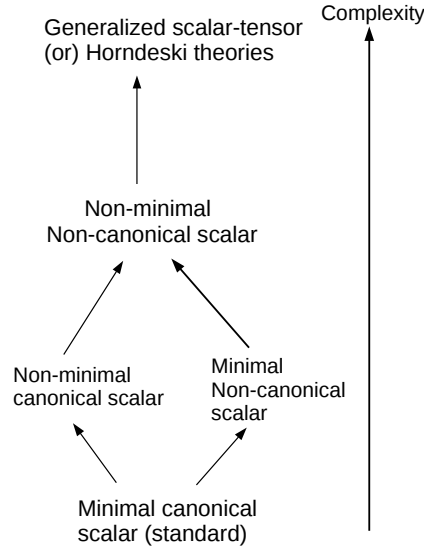 Generalized scalar-tensor
(or) Horndeski theories
Complexity
Non-minimal
Non-canonical scalar
Non-minimal
canonical scalar
Minimal
Non-canonical
scalar
Minimal canonical
scalar (standard)